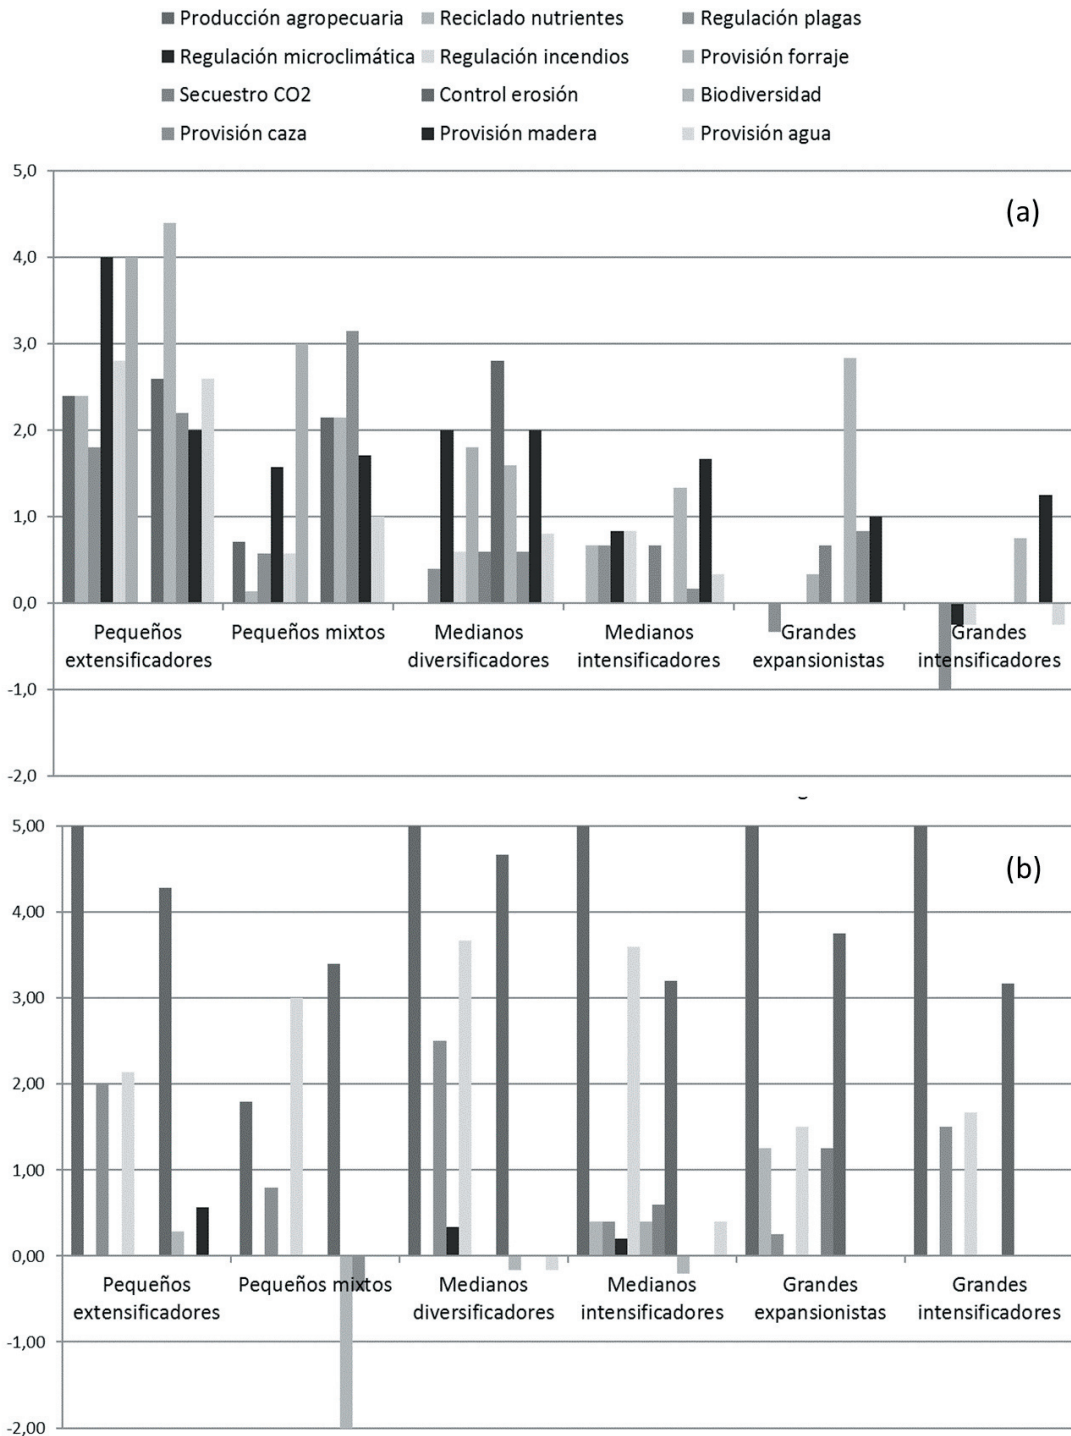 Producción agropecuaria Reciclado nutrientes Regulación plagas
Regulación microclimática Regulación incendios Provisión forraje
Secuestro CO2 Control erosión Biodiversidad
Provisión caza Provisión madera Provisión agua
5,0
(a)
4,0
3,0
2,0
1,0
0,0
Pequeños extensificadores
Pequeños mixtos
Medianos diversificadores
Medianos intensificadores
Grandes expansionistas
Grandes intensificadores
-1,0
-2,0
5,00
(b)
4,00
3,00
2,00
1,00
0,00
Pequeños extensificadores
Pequeños mixtos
Medianos diversificadores
Medianos intensificadores
Grandes expansionistas
Grandes intensificadores
-1,00
-2,00